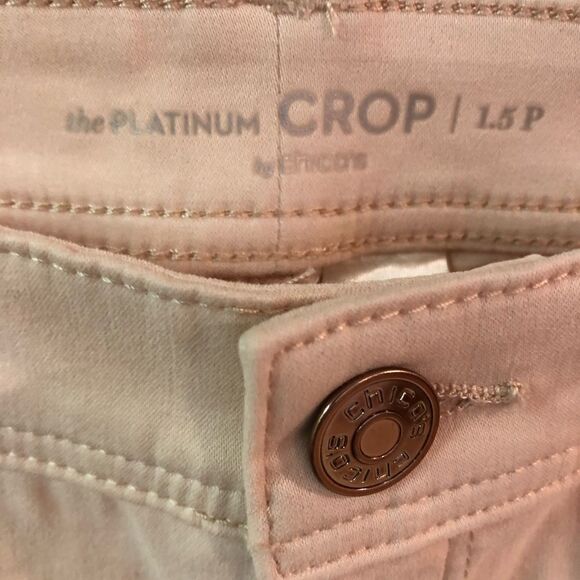 the PLATINUM CROP | 1.5 P
by chico's
chico's
chico's